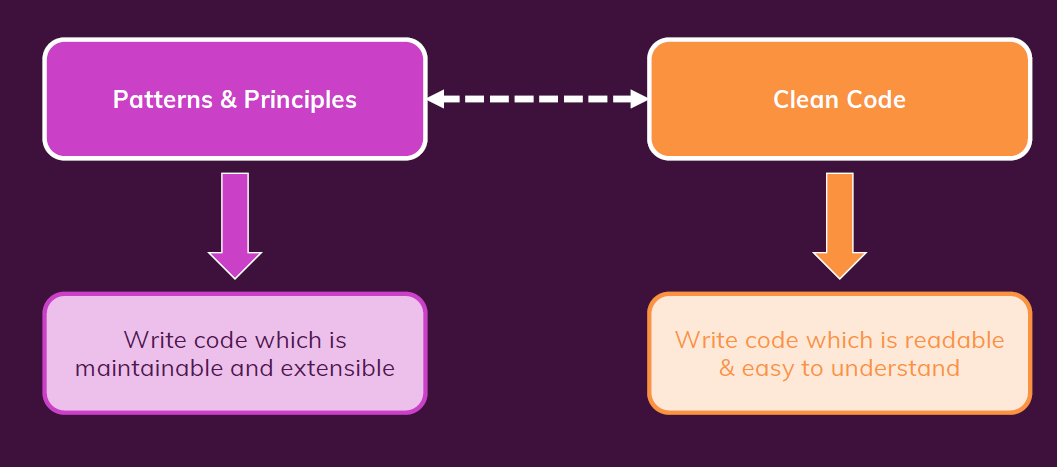 Patterns & Principles
Clean Code
Write code which is
maintainable and extensible
Write code which is readable
& easy to understand